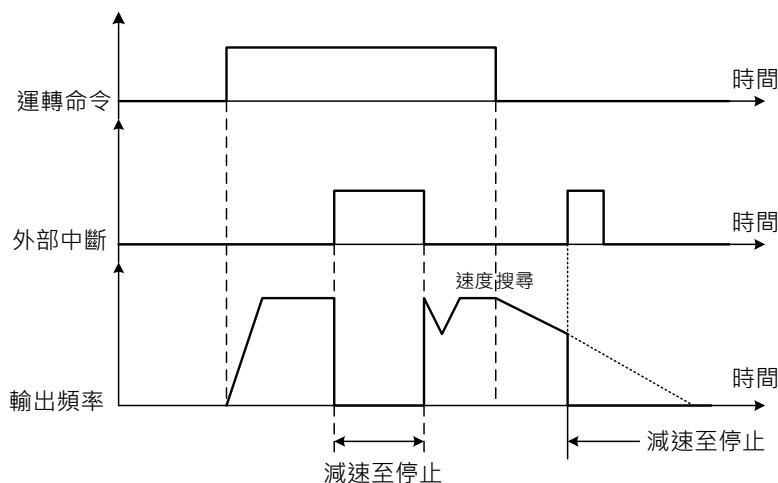 時間
運轉命令
時間
外部中斷
速度搜尋
時間
輸出頻率
減速至停止
減速至停止